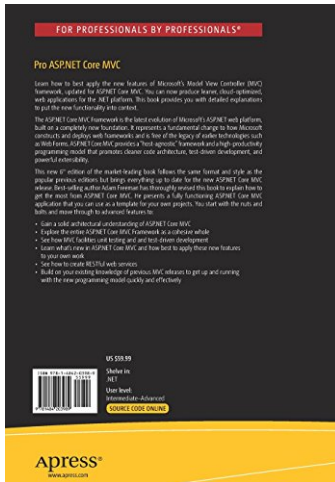 FOR PROFESSIONALS BY PROFESSIONALS®
Pro ASP.NET Core MVC
Learn how to best apply the new features of Microsoft's Model View Controller (MVC)
framework, updated for ASP.NET Core MVC. You can now produce leaner, cloud-optimized,
web applications for the .NET platform. This book provides you with detailed explanations
to put the new functionality into context.
The ASP.NET Core MVC Framework is the latest evolution of Microsoft's ASP.NET web platform,
built on a completely new foundation. It represents a fundamental change to how Microsoft
constructs and deploys web frameworks and is free of the legacy of earlier technologies such
as Web Forms. ASP.NET Core MVC provides a "host-agnostic" framework and a high-productivity
programming model that promotes cleaner code architecture, test-driven development, and
powerful extensibility.
This new 6th edition of the market-leading book follows the same format and style as the
popular previous editions but brings everything up to date for the new ASP.NET Core MVC
release. Best-selling author Adam Freeman has thoroughly revised this book to explain how to
get the most from ASP.NET Core MVC. He presents a fully functioning ASP.NET Core MVC
application that you can use as a template for your own projects. You start with the nuts and
bolts and move through to advanced features to:
• Gain a solid architectural understanding of ASP.NET Core MVC
• Explore the entire ASP.NET Core MVC Framework as a cohesive whole
• See how MVC facilities unit testing and and test-driven development
• Learn what's new in ASP.NET Core MVC and how best to apply these new features
to your own work
• See how to create RESTful web services
• Build on your existing knowledge of previous MVC releases to get up and running
with the new programming model quickly and effectively
US $59.99
Shelve in:
.NET
User level:
Intermediate–Advanced
SOURCE CODE ONLINE
Apress®
www.apress.com